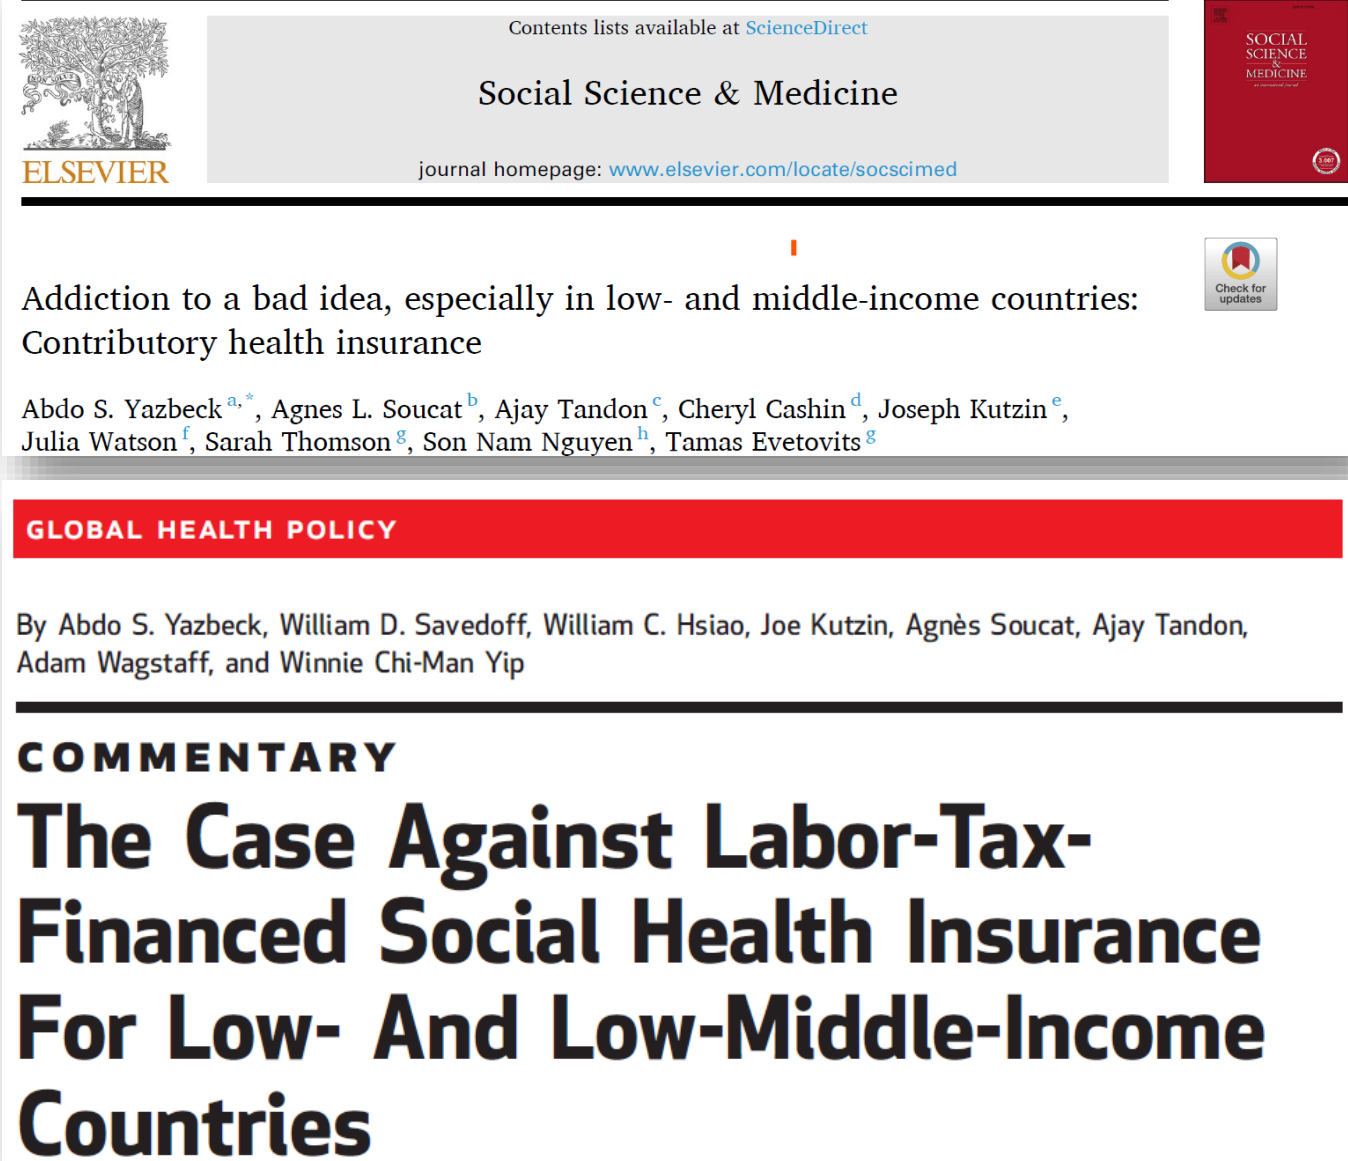 Contents lists available at ScienceDirect
Social Science & Medicine
journal homepage: www.elsevier.com/locate/socscimed
ELSEVIER
SOCIAL
SCIENCE
&
MEDICINE
Check for
updates
Addiction to a bad idea, especially in low- and middle-income countries:
Contributory health insurance
Abdo S. Yazbeck a,*, Agnes L. Soucat b, Ajay Tandon c, Cheryl Cashin d, Joseph Kutzin e,
Julia Watson f, Sarah Thomson g, Son Nam Nguyen h, Tamas Evetovits g
GLOBAL HEALTH POLICY
By Abdo S. Yazbeck, William D. Savedoff, William C. Hsiao, Joe Kutzin, Agnès Soucat, Ajay Tandon,
Adam Wagstaff, and Winnie Chi-Man Yip
COMMENTARY
The Case Against Labor-Tax-
Financed Social Health Insurance
For Low- And Low-Middle-Income
Countries